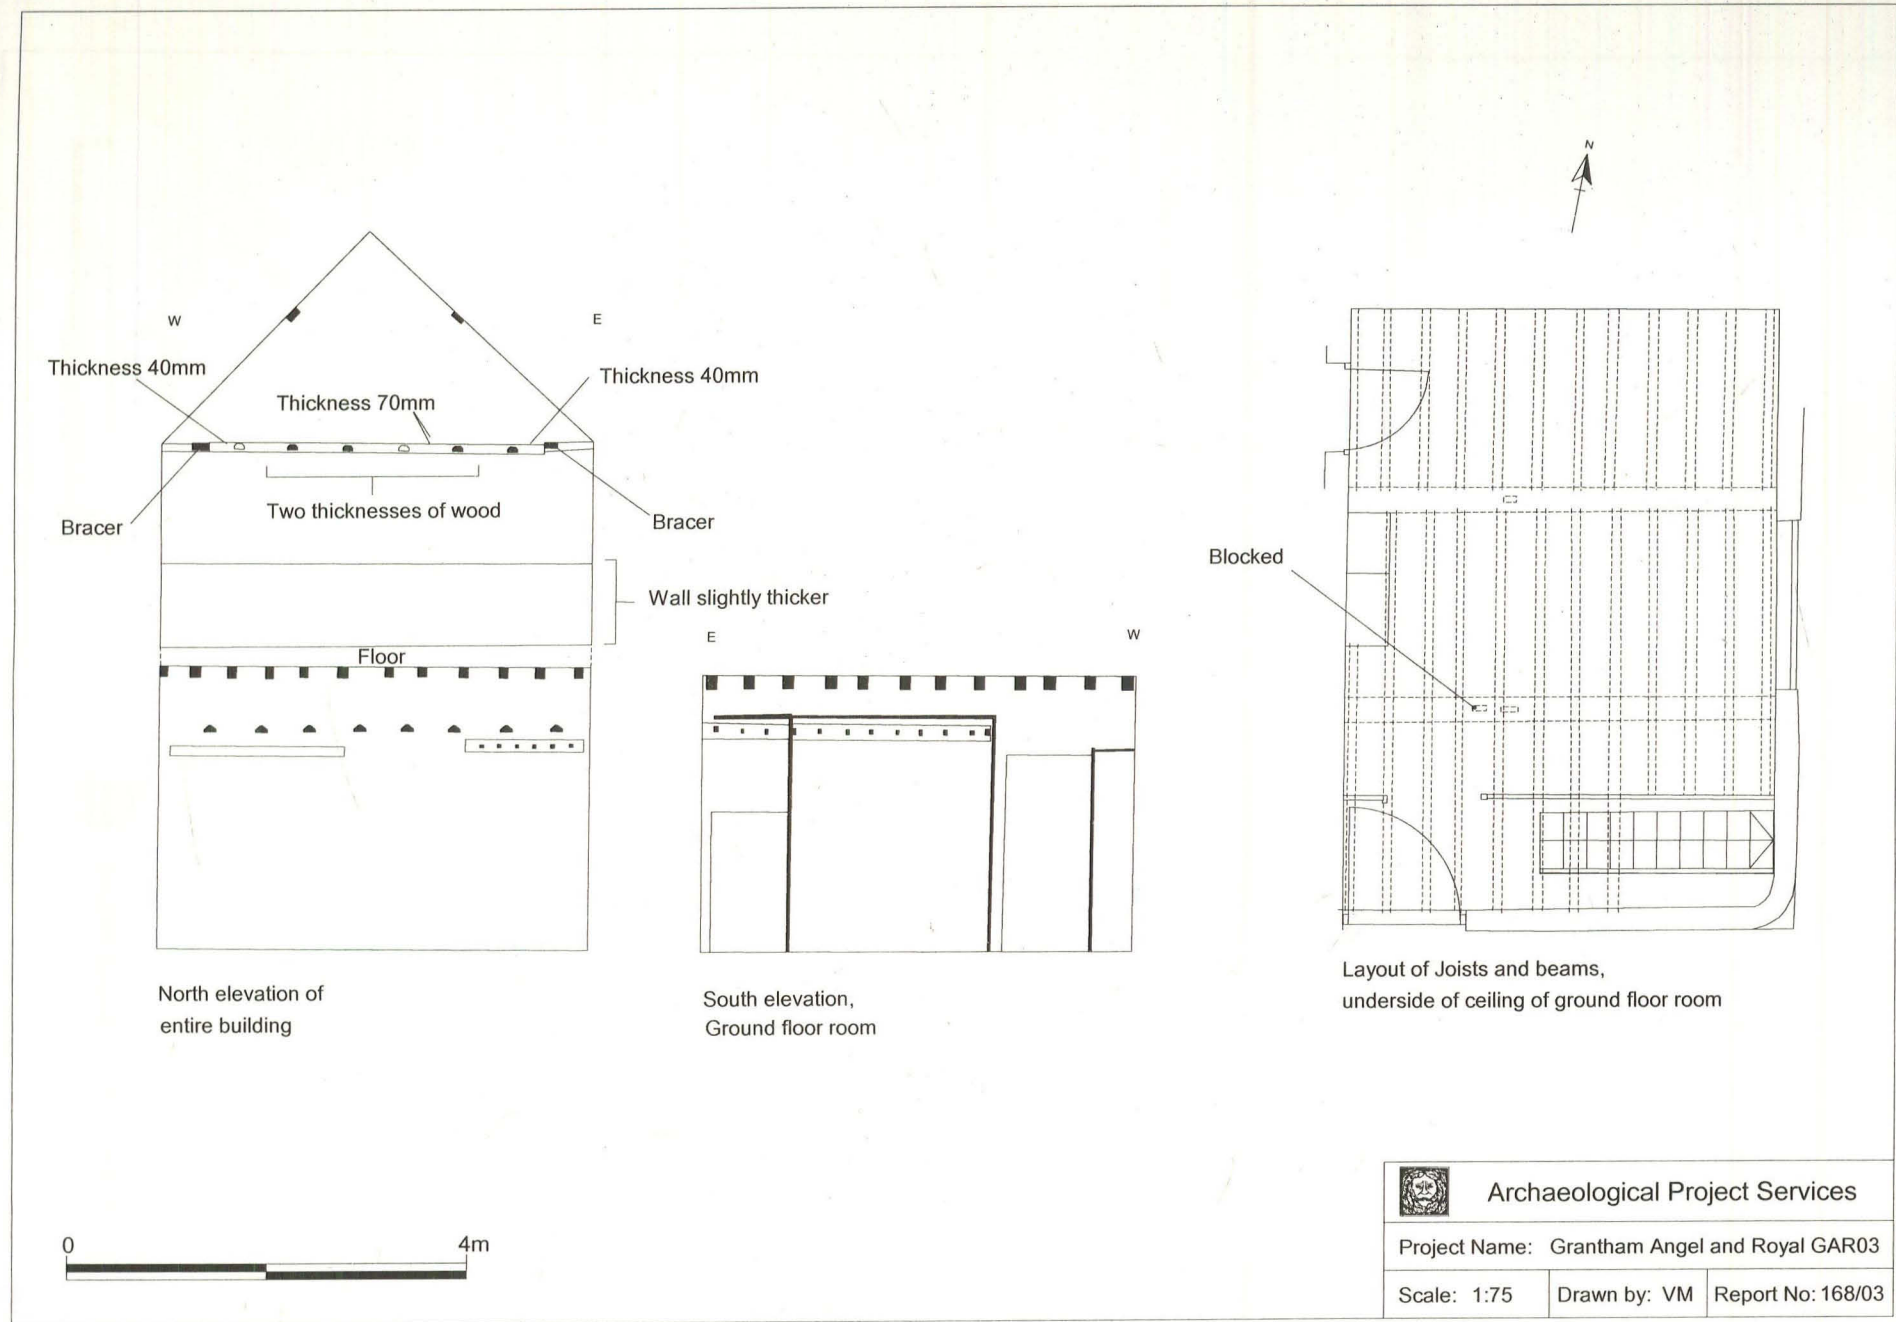 N
W
E
Thickness 40mm
Thickness 40mm
Thickness 70mm
Two thicknesses of wood
Bracer
Bracer
Wall slightly thicker
Floor
E
W
Blocked
North elevation of
entire building
South elevation,
Ground floor room
Layout of Joists and beams,
underside of ceiling of ground floor room
0
4m
Archaeological Project Services
Project Name: Grantham Angel and Royal GAR03
Scale: 1:75
Drawn by: VM
Report No: 168/03